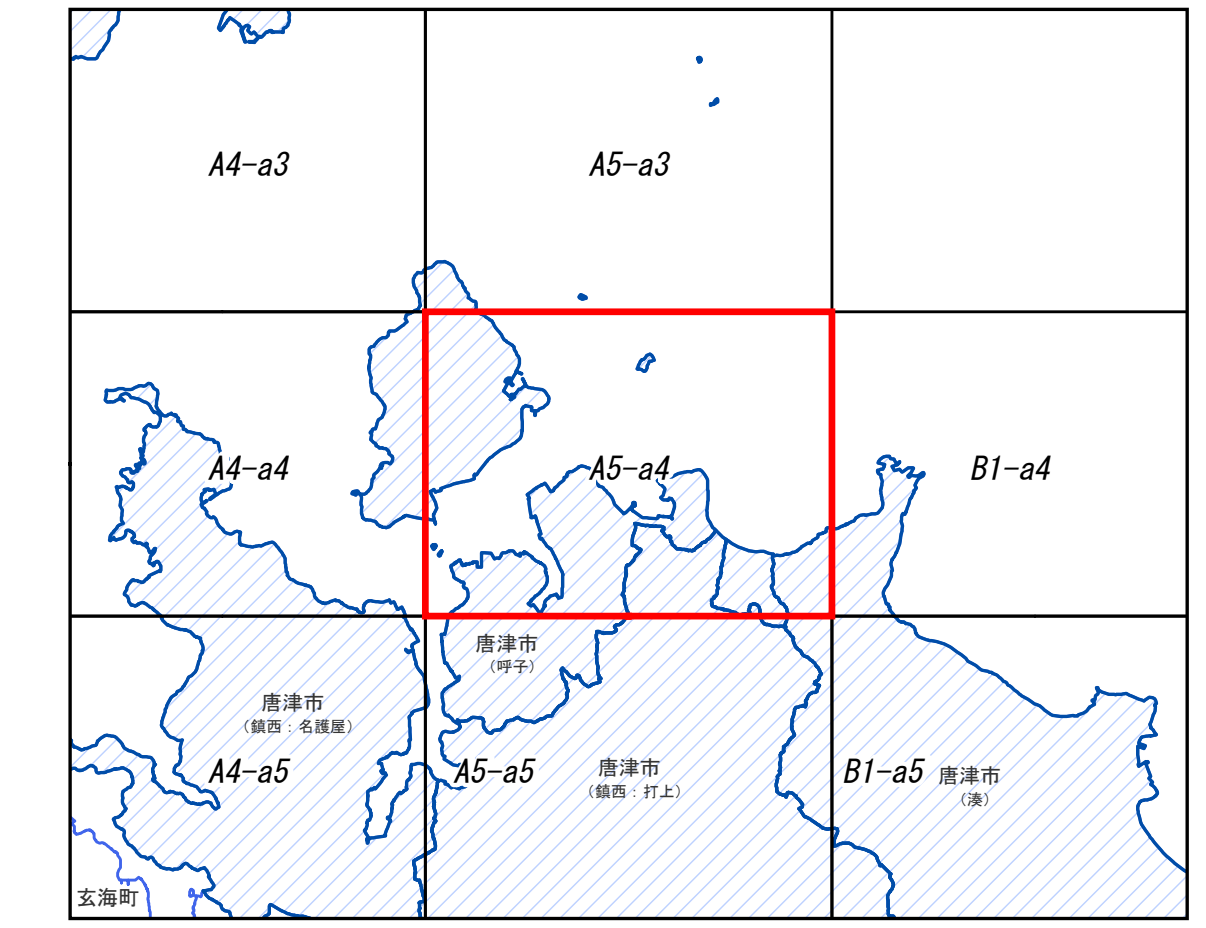 A4-a3
A5-a3
A4-a4
A5-a4
B1-a4
唐津市
（呼子）
唐津市
（鎮西：名護屋）
A4-a5
A5-a5
唐津市
（鎮西：打上）
B1-a5
唐津市
（湊）
玄海町